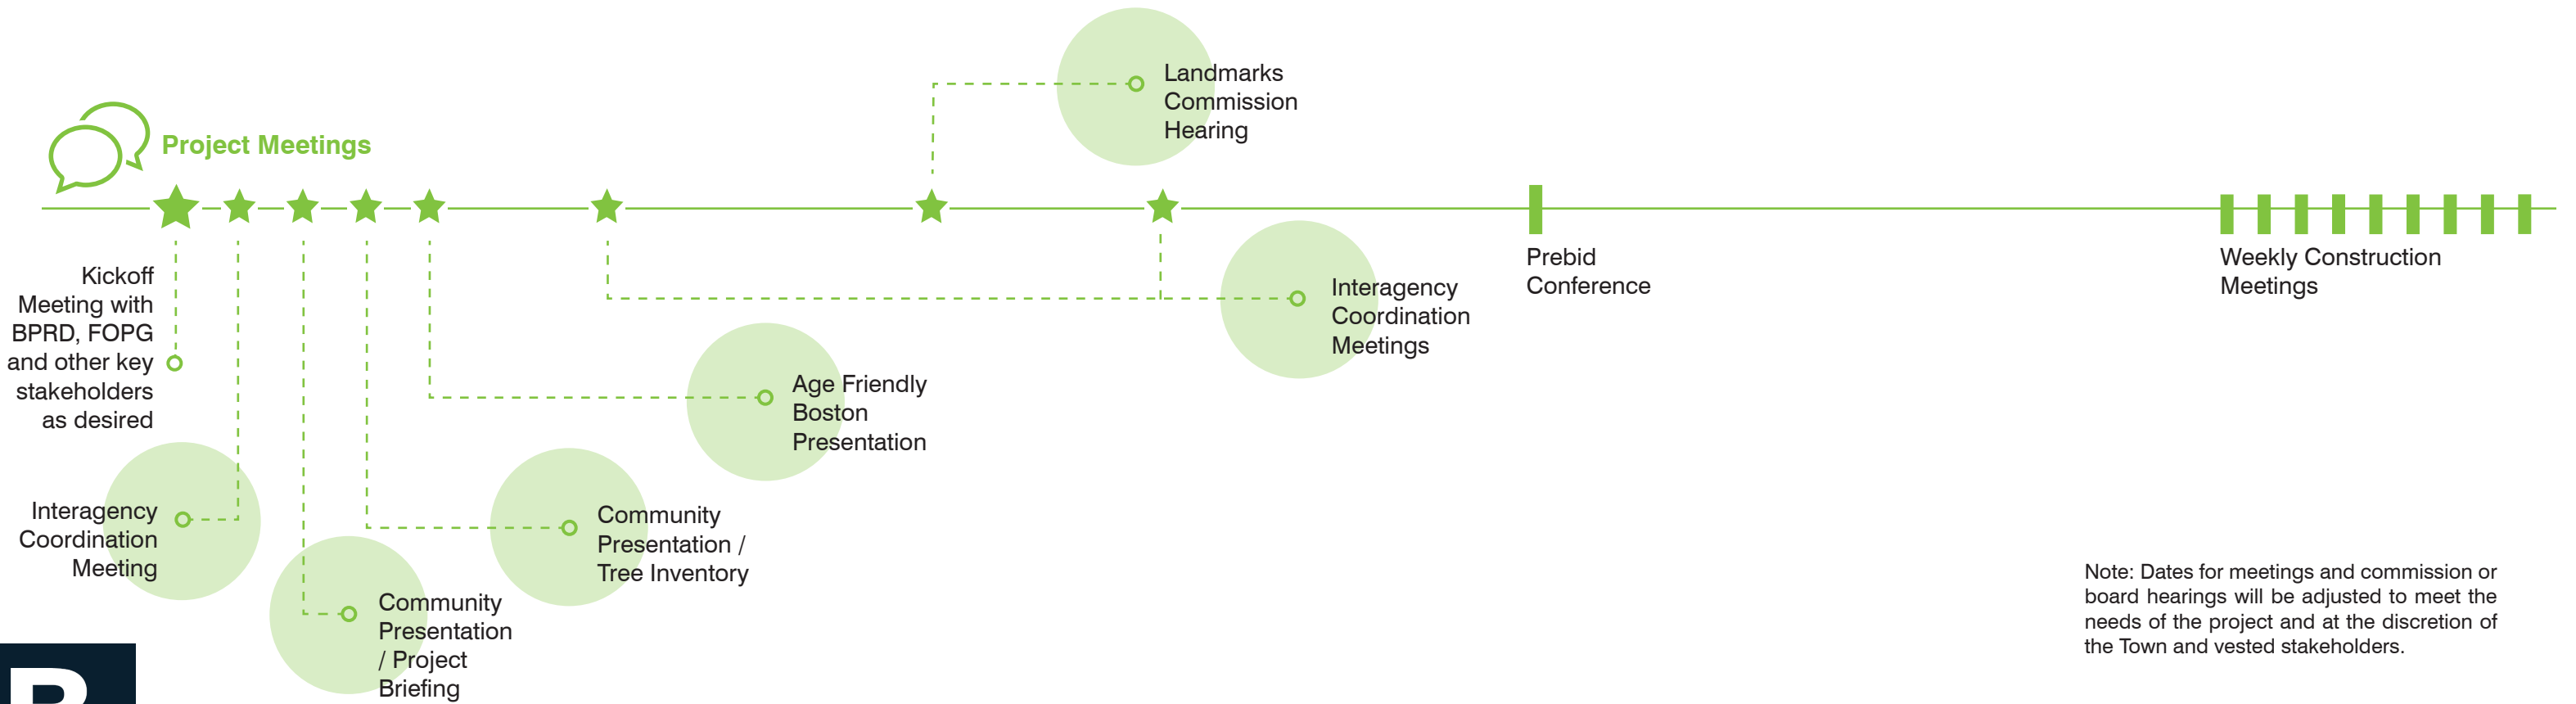 Project Meetings
Landmarks
Commission
Hearing
Kickoff
Meeting with
BPRD, FOPG
and other key
stakeholders
as desired
Interagency
Coordination
Meeting
Community
Presentation
/ Project
Briefing
Community
Presentation /
Tree Inventory
Age Friendly
Boston
Presentation
Interagency
Coordination
Meetings
Prebid
Conference
Weekly Construction
Meetings
Note: Dates for meetings and commission or
board hearings will be adjusted to meet the
needs of the project and at the discretion of
the Town and vested stakeholders.